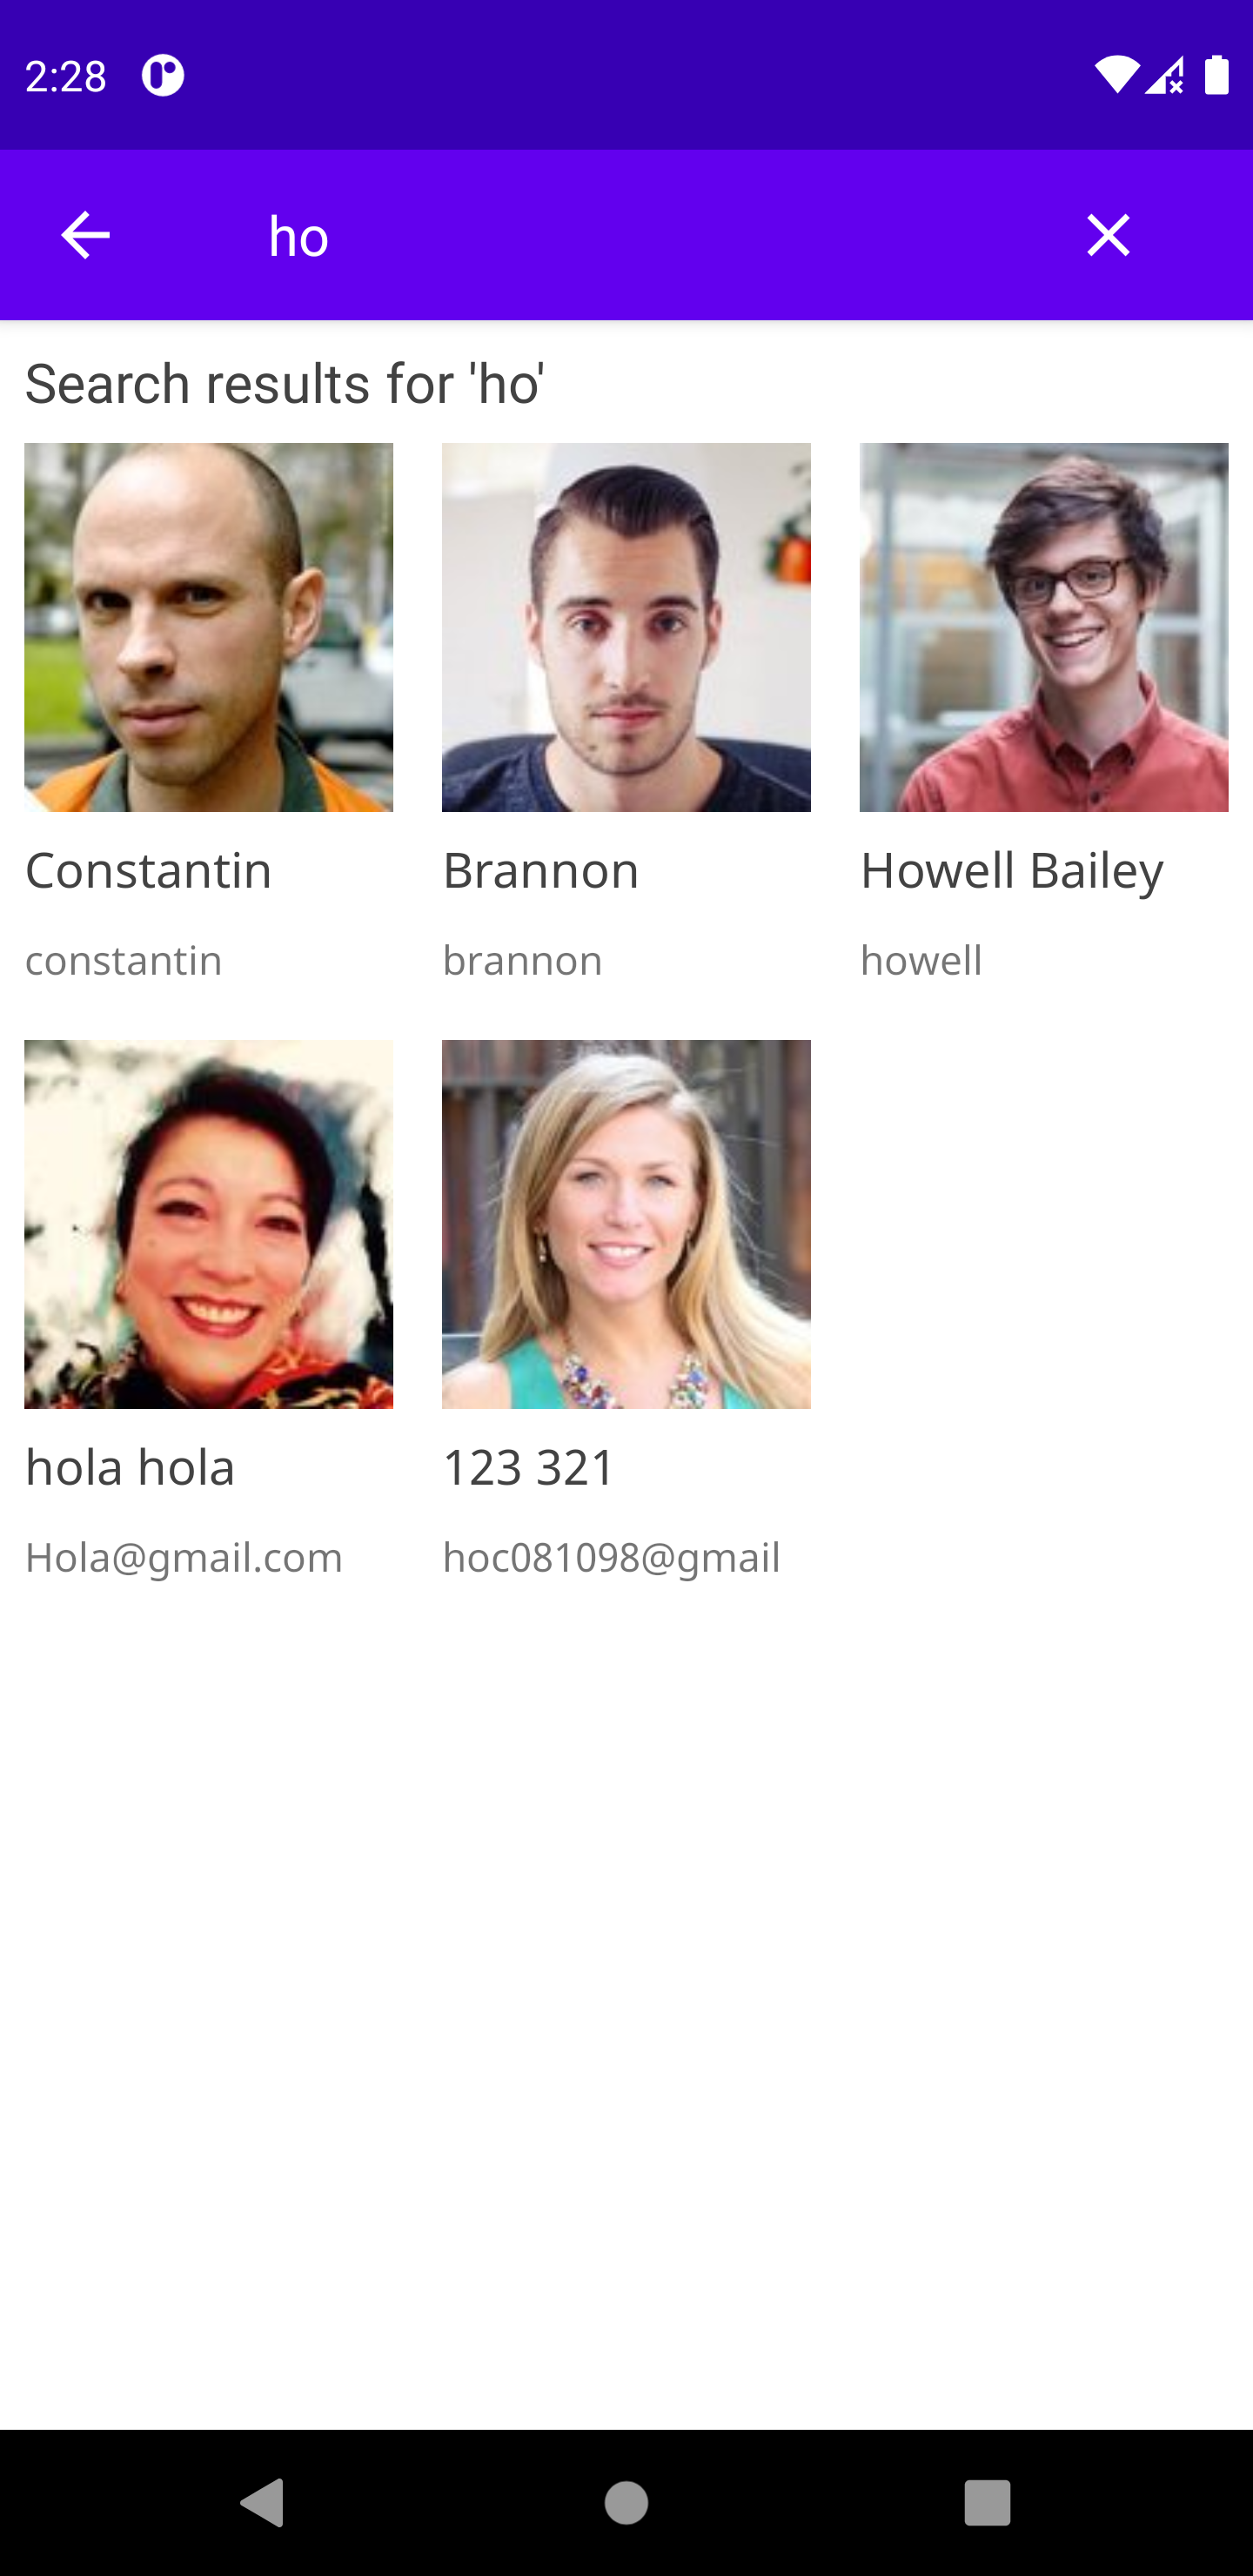 2:28
ho
Search results for 'ho'
Constantin
constantin
Brannon
brannon
Howell Bailey
howell
hola hola
Hola@gmail.com
123 321
hoc081098@gmail